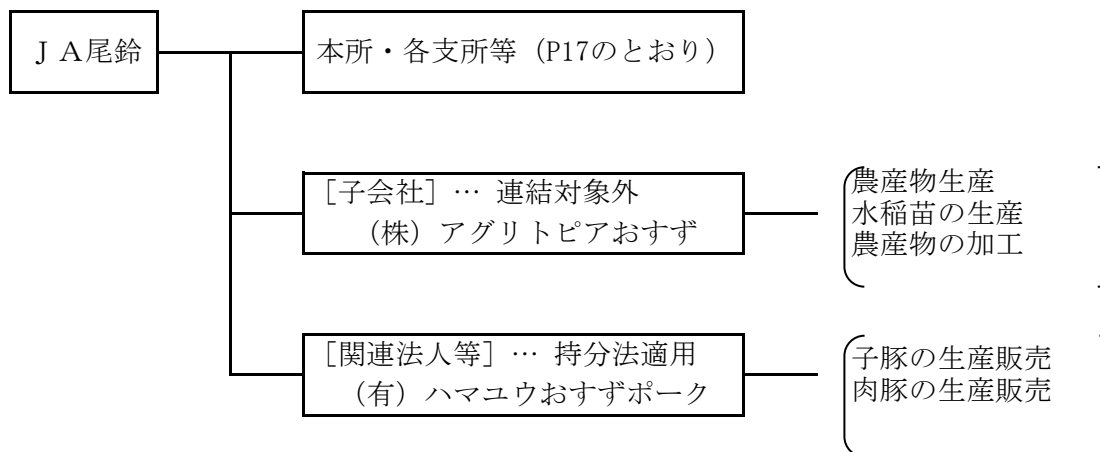 ＪＡ尾鈴
本所・各支所等（P17のとおり）
［子会社］… 連結対象外
（株）アグリトピアおすず
農産物生産
水稲苗の生産
農産物の加工
［関連法人等］… 持分法適用
（有）ハマユウおすずポーク
子豚の生産販売
肉豚の生産販売